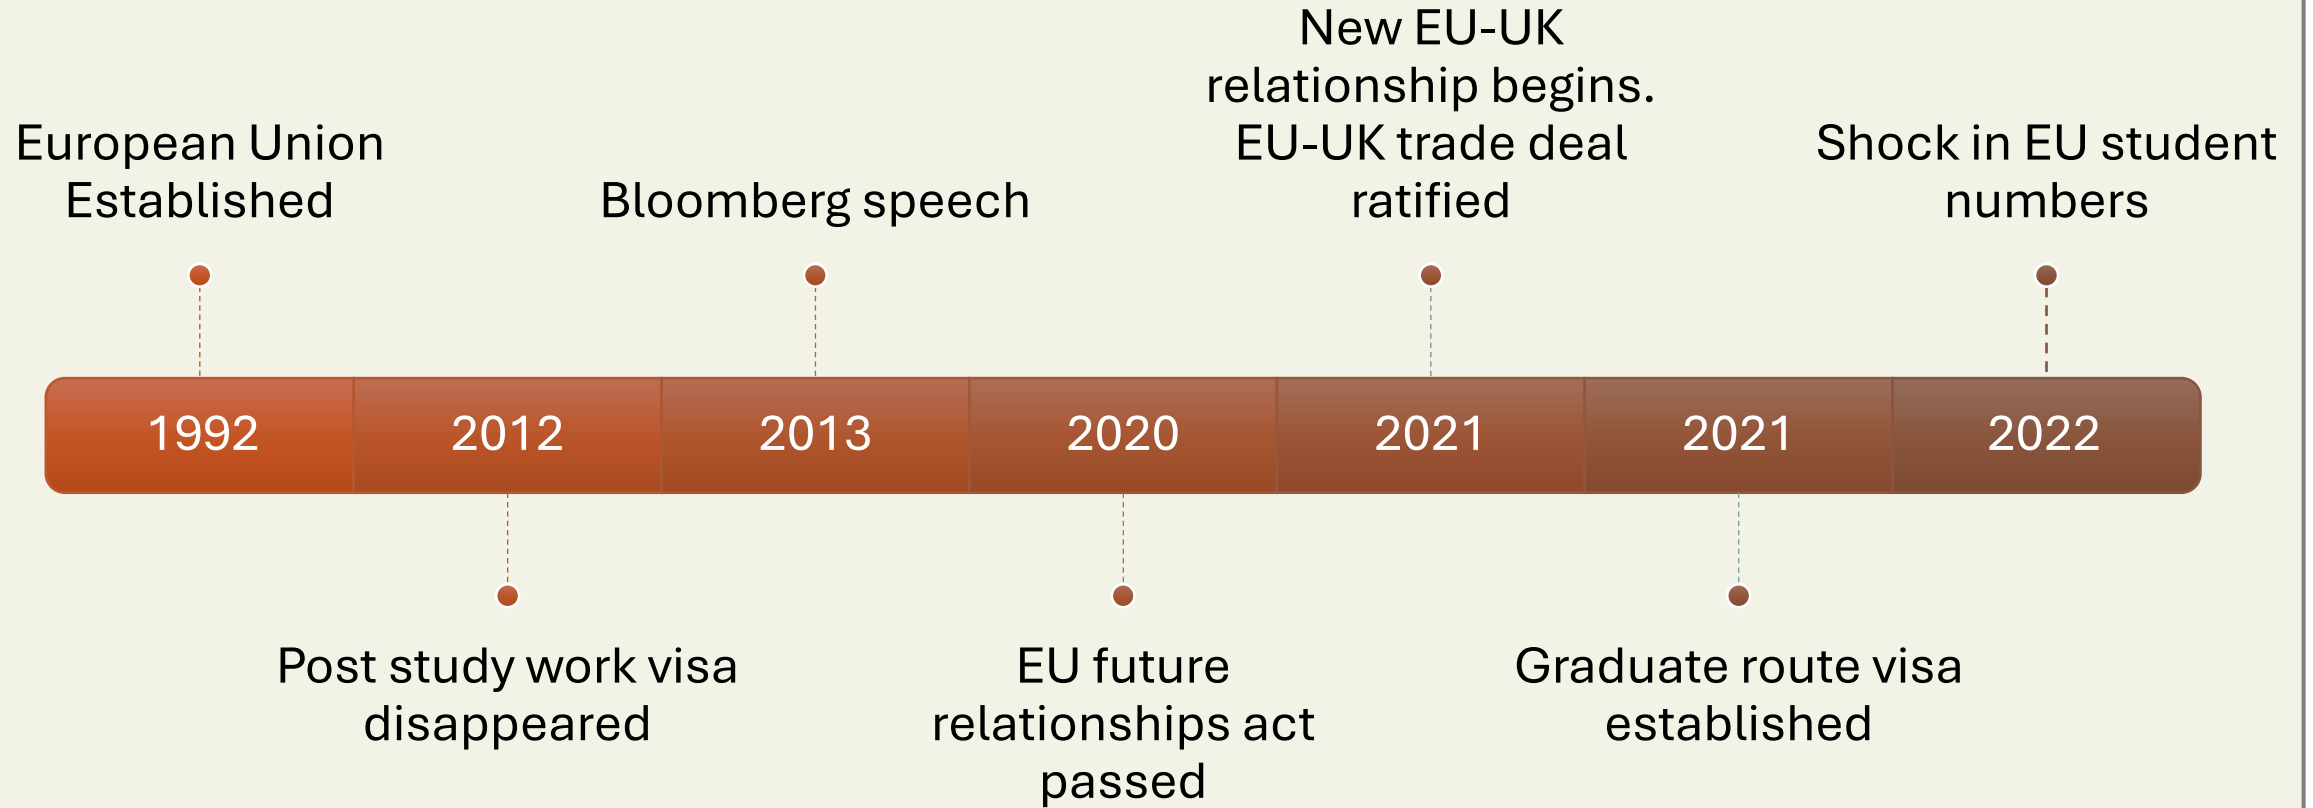 New EU-UK
relationship begins.
EU-UK trade deal
ratified
European Union
Established
Bloomberg speech
Shock in EU student
numbers
1992
2012
2013
2020
2021
2021
2022
Post study work visa
disappeared
EU future
relationships act
passed
Graduate route visa
established